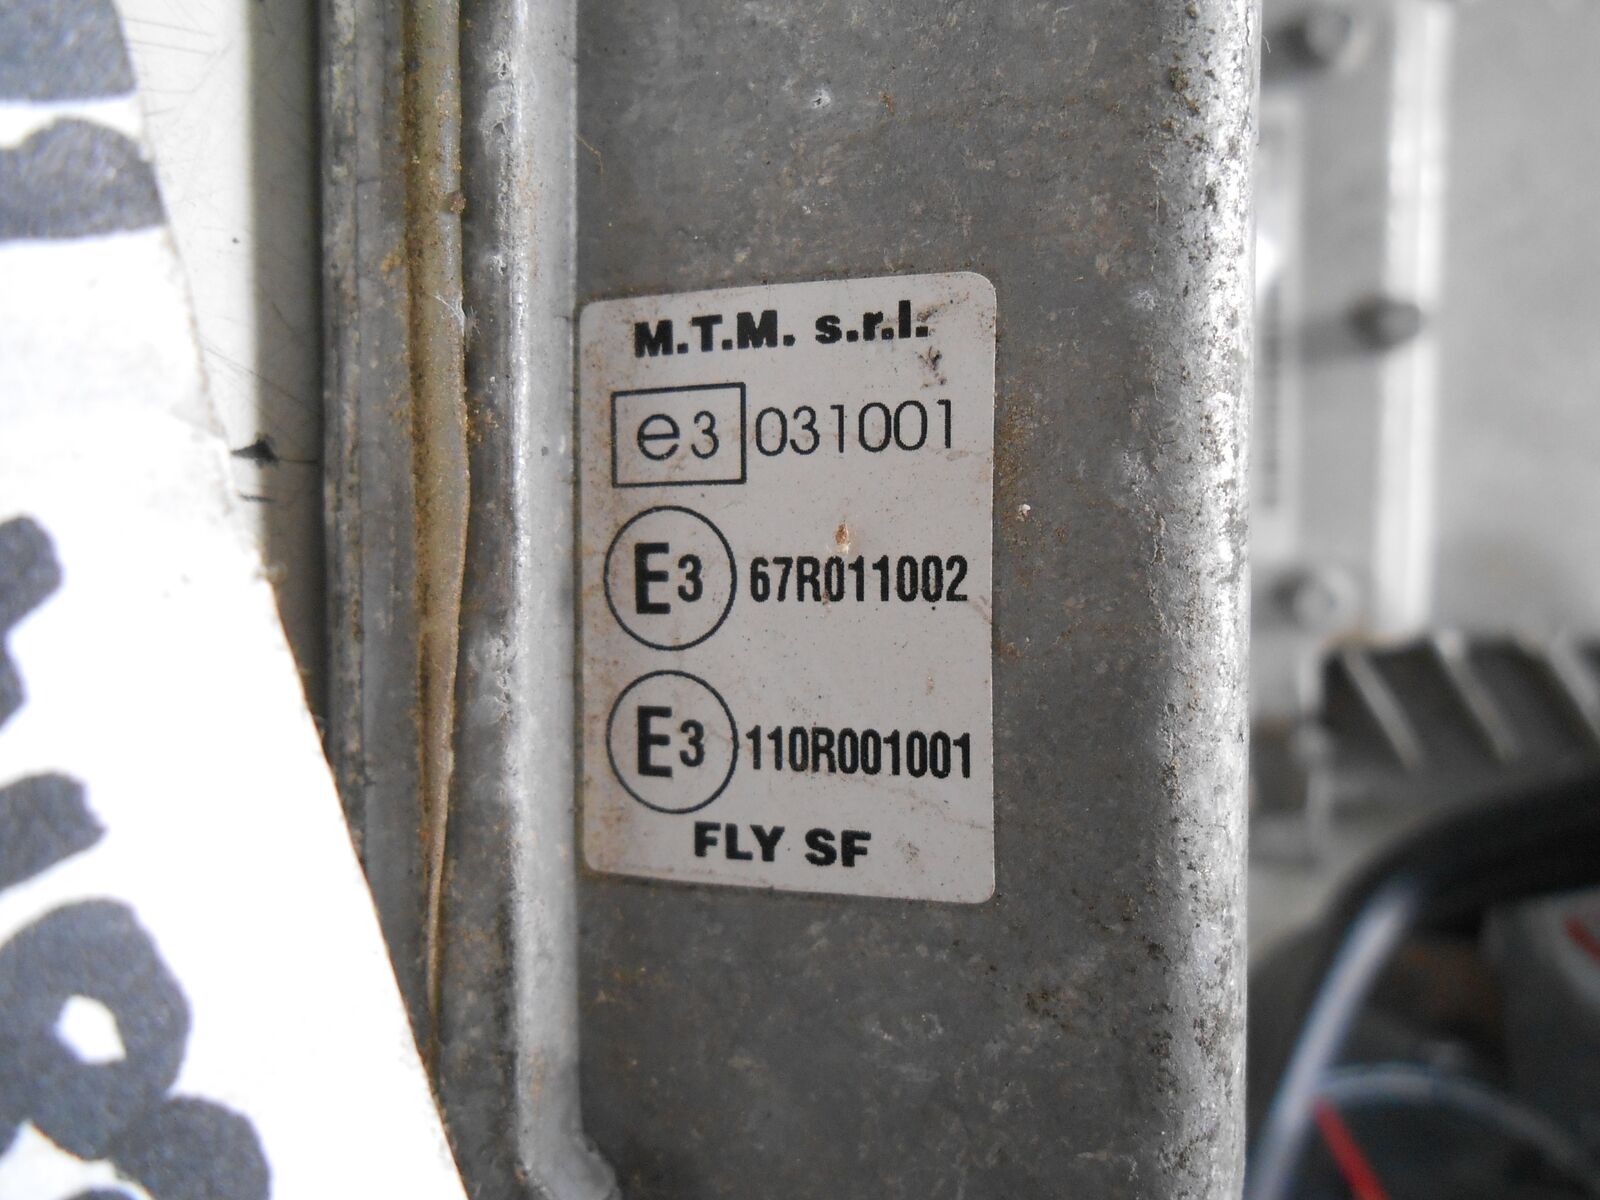 M.T.M. s.r.l.
e3 031001
E3 67R011002
E3 110R001001
FLY SF